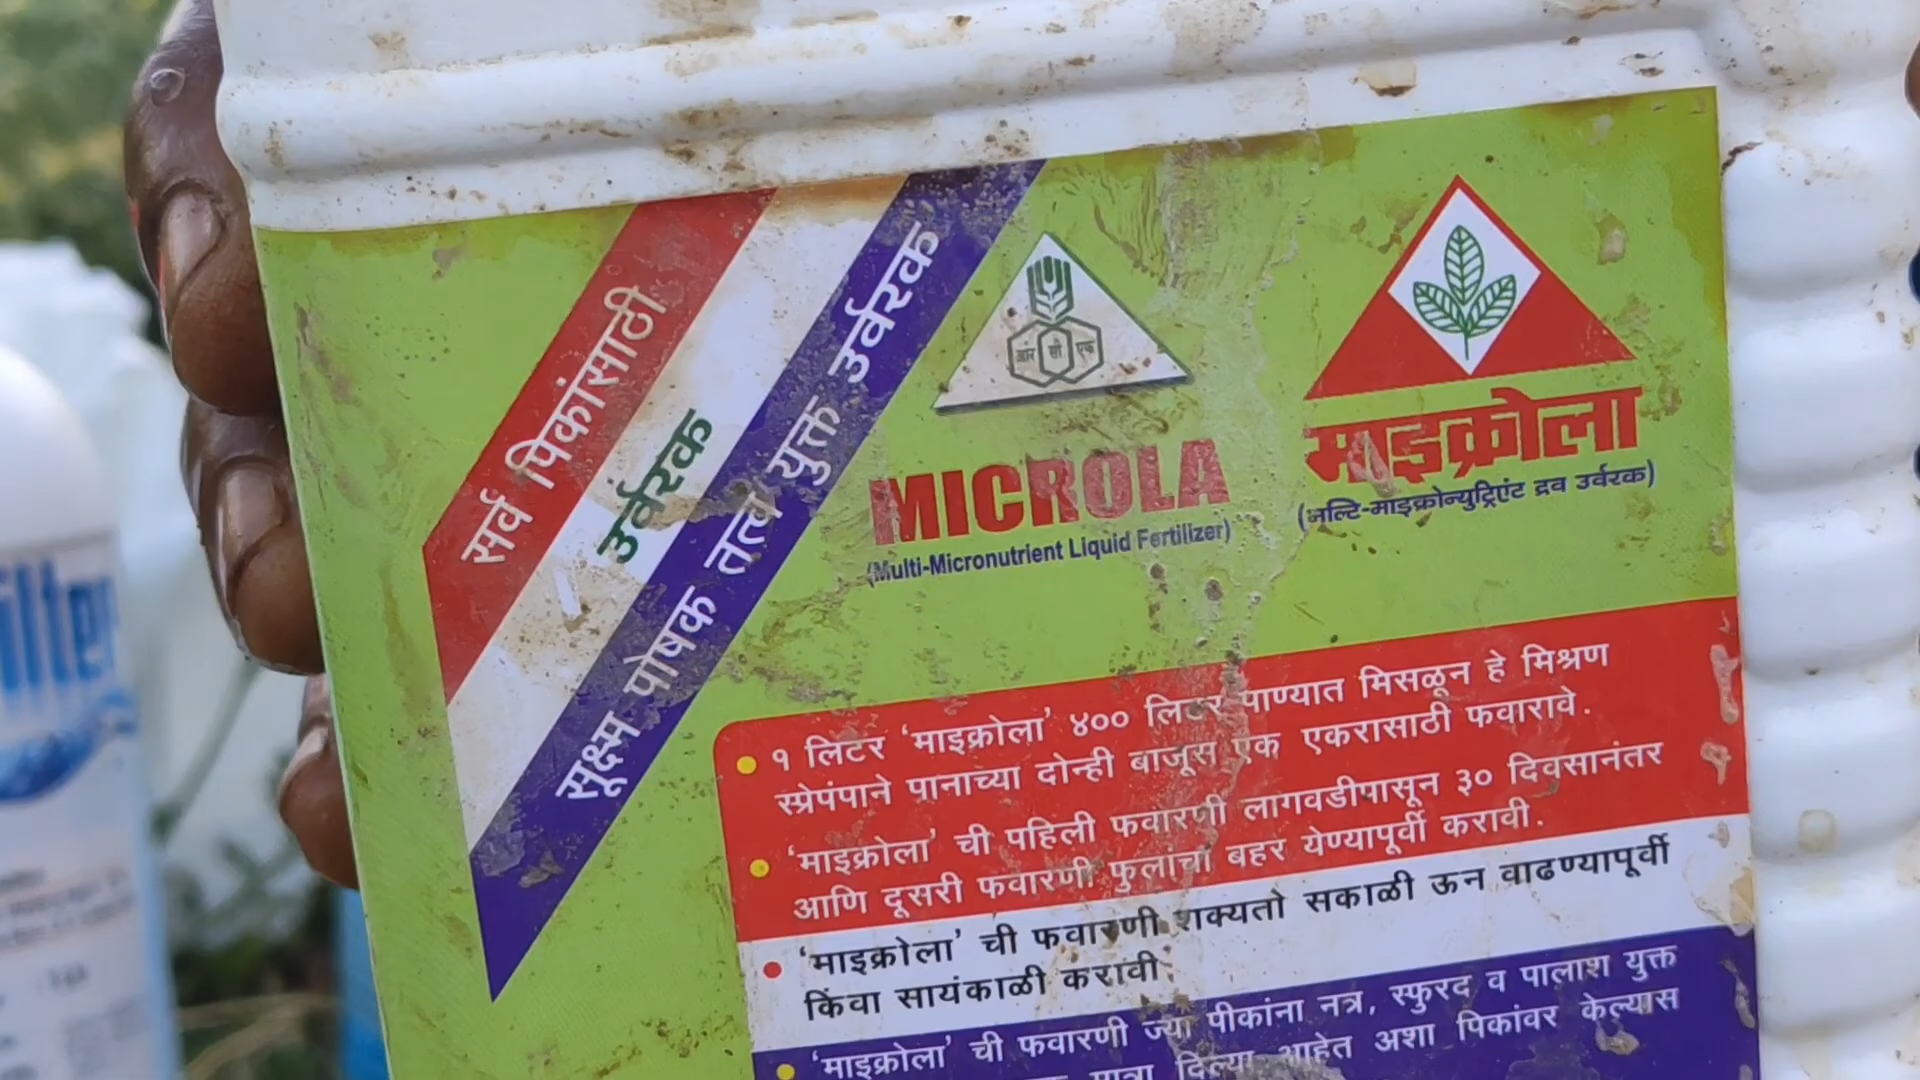 सर्व पिकांसाठी
उर्वरक
सूक्ष्म पोषक तत्व युक्त उर्वरक
आर सी एफ
MICROLA
(Multi-Micronutrient Liquid Fertilizer)
माइक्रोला
(मल्टि-माइक्रोन्युट्रिएंट द्रव उर्वरक)
• १ लिटर ‘माइक्रोला’ ४०० लिटर पाण्यात मिसळून हे मिश्रण
स्प्रेपंपाने पानाच्या दोन्ही बाजूस एक एकरासाठी फवारावे.
• ‘माइक्रोला’ ची पहिली फवारणी लागवडीपासून ३० दिवसानंतर
आणि दूसरी फवारणी फुलाचा बहर येण्यापूर्वी करावी.
• ‘माइक्रोला’ ची फवारणी शक्यतो सकाळी ऊन वाढण्यापूर्वी
किंवा सायंकाळी करावी.
• ‘माइक्रोला’ ची फवारणी ज्या पीकांना नत्र, स्फुरद व पालाश युक्त
मात्रा दिल्या आहेत अशा पिकांवर केल्यास